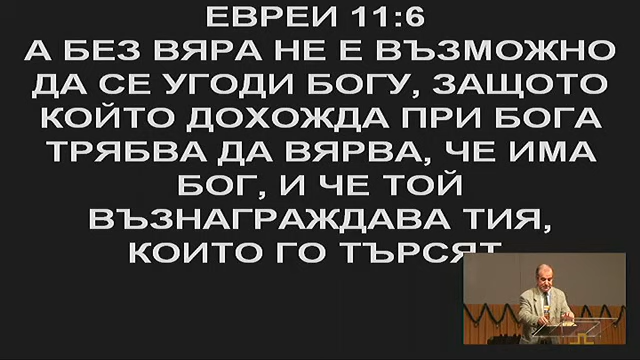 ЕВРЕИ 11:6
А БЕЗ ВЯРА НЕ Е ВЪЗМОЖНО
ДА СЕ УГОДИ БОГУ, ЗАЩОТО
КОЙТО ДОХОЖДА ПРИ БОГА
ТРЯБВА ДА ВЯРВА, ЧЕ ИМА
БОГ, И ЧЕ ТОЙ
ВЪЗНАГРАЖДАВА ТИЯ,
КОИТО ГО ТЪРСЯТ